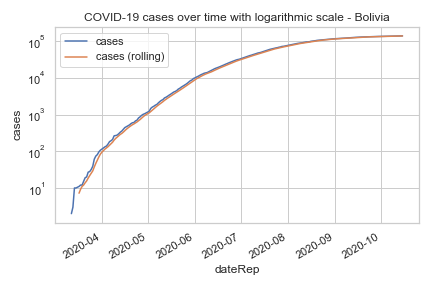 COVID-19 cases over time with logarithmic scale - Bolivia
cases
cases (rolling)
10^5
10^4
10^3
10^2
10^1
cases
2020-04
2020-05
2020-06
2020-07
2020-08
2020-09
2020-10
dateRep